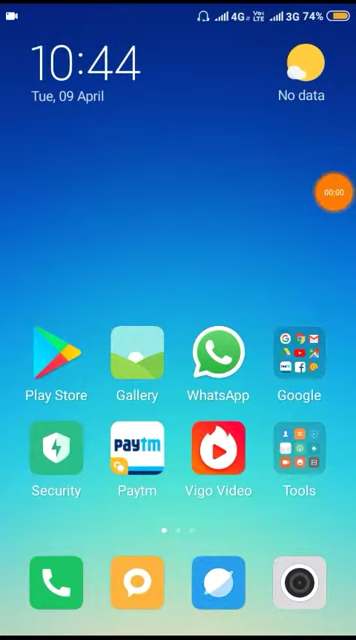 4G Vo LTE 3G 74%
10:44
Tue, 09 April
No data
00:00
Play Store Gallery WhatsApp Google
paytm
Security Paytm Vigo Video Tools